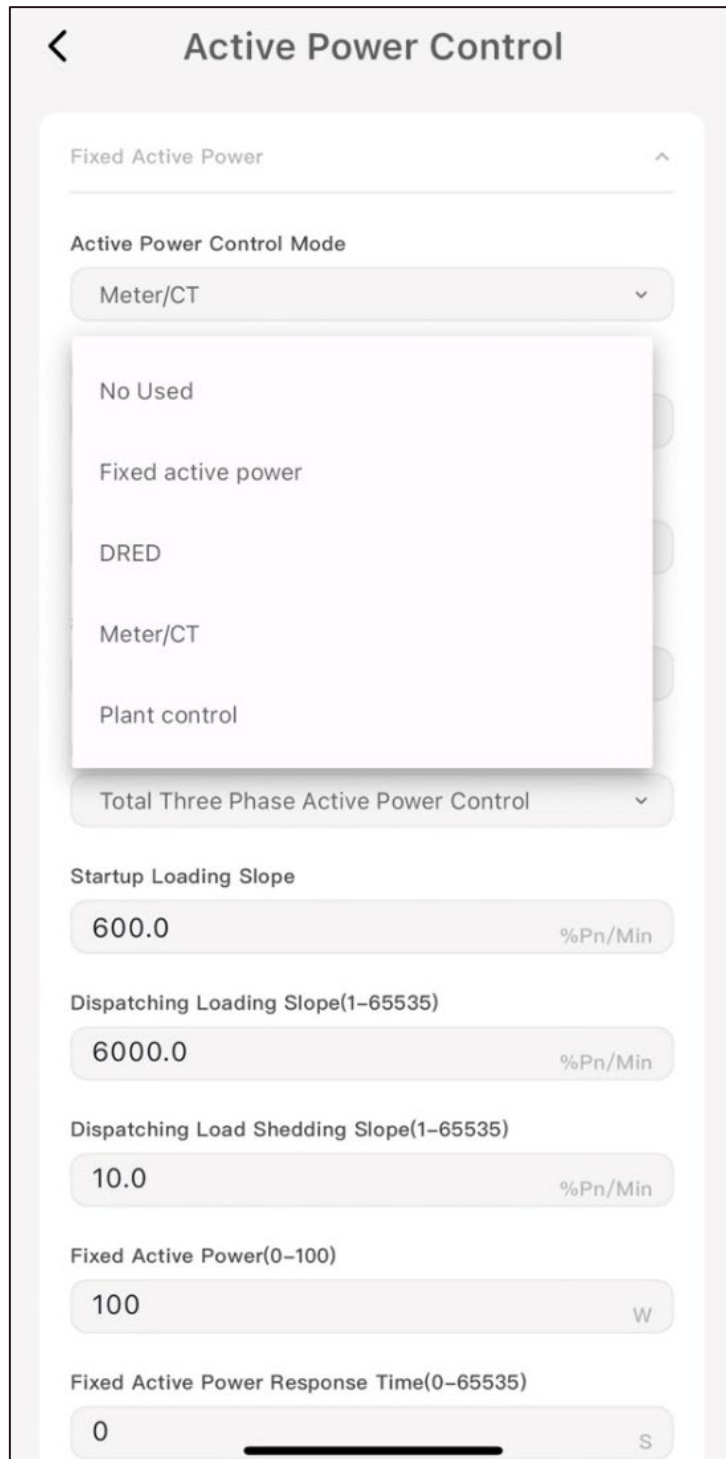 Active Power Control
Fixed Active Power
Active Power Control Mode
Meter/CT
No Used
Fixed active power
DRED
Meter/CT
Plant control
Total Three Phase Active Power Control
Startup Loading Slope
600.0 %Pn/Min
Dispatching Loading Slope(1-65535)
6000.0 %Pn/Min
Dispatching Load Shedding Slope(1-65535)
10.0 %Pn/Min
Fixed Active Power(0-100)
100 W
Fixed Active Power Response Time(0-65535)
0 S